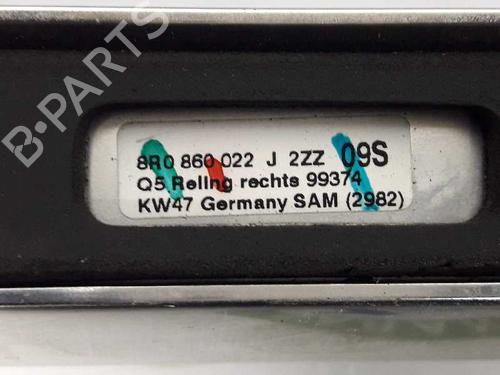 B-PARTS
8R0 860 022 J 2ZZ 09S
Q5 Reling rechts 99374
KW47 Germany SAM (2982)